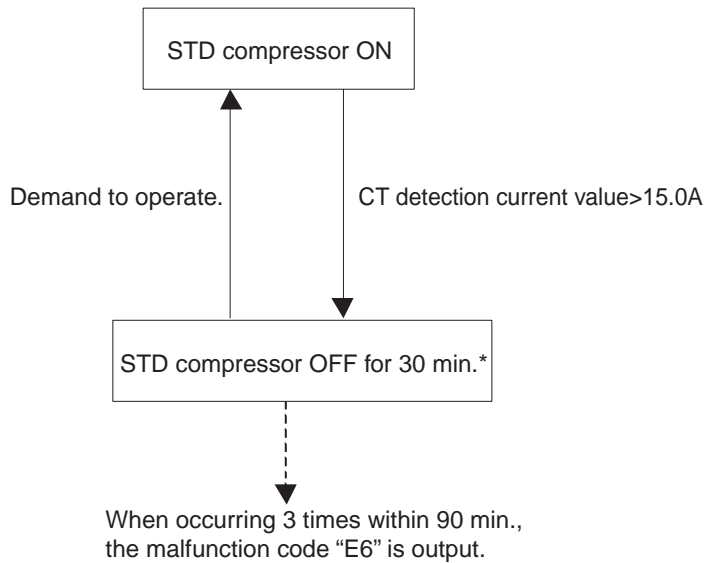 STD compressor ON
Demand to operate.
CT detection current value>15.0A
STD compressor OFF for 30 min.*
When occurring 3 times within 90 min.,
the malfunction code “E6” is output.